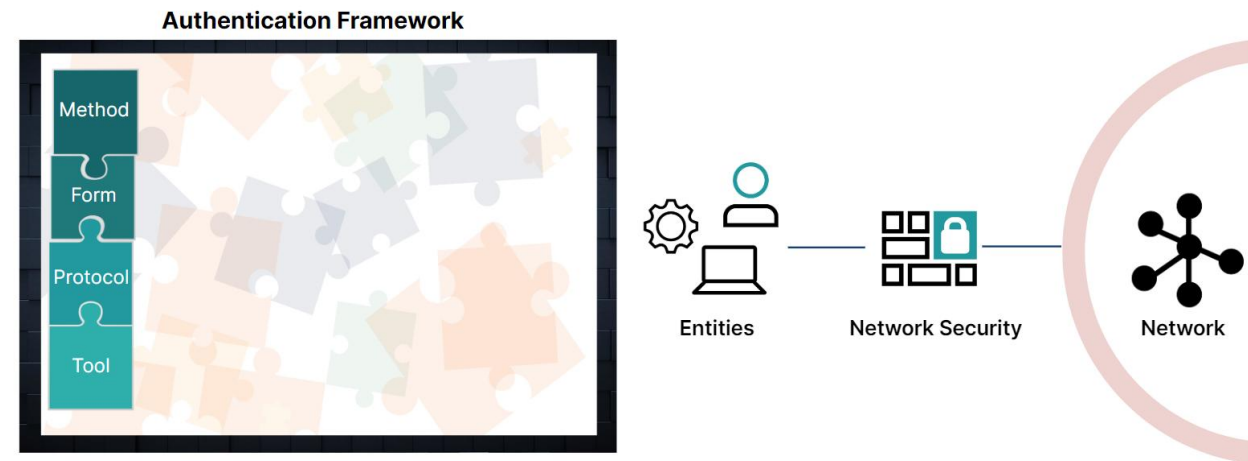 Authentication Framework
Method
Form
Protocol
Tool
Entities
Network Security
Network